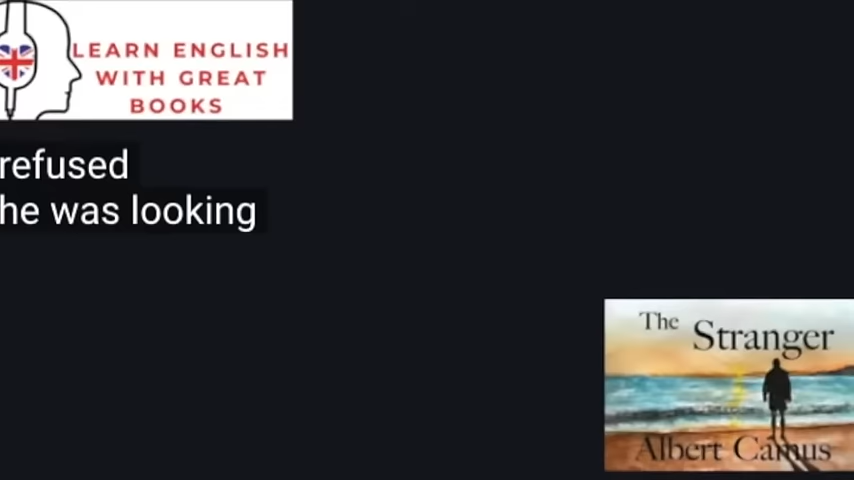 LEARN ENGLISH
WITH GREAT
BOOKS
refused
he was looking
The Stranger
Albert Camus